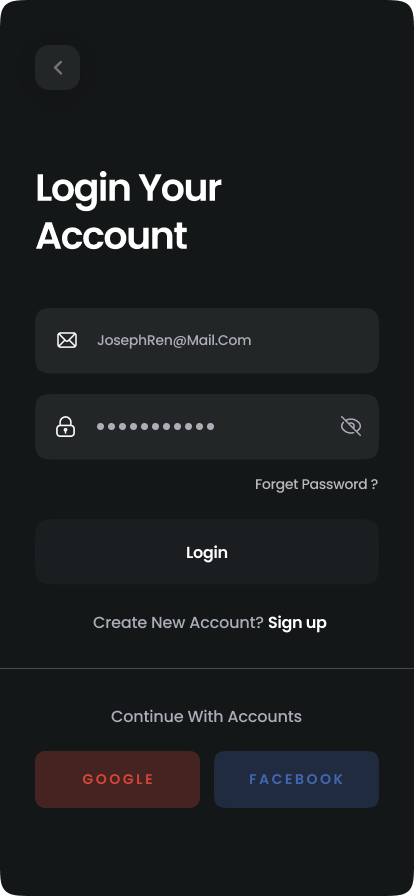 Login Your
Account
JosephRen@Mail.Com
Forget Password ?
Login
Create New Account? Sign up
Continue With Accounts
GOOGLE
FACEBOOK